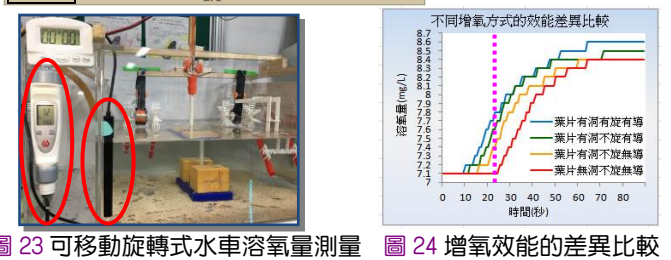 00:00
不同增氧方式的效能差異比較
溶氧量(mg/L)
8.7
8.6
8.5
8.4
8.3
8.2
8.1
8
7.9
7.8
7.7
7.6
7.5
7.4
7.3
7.2
7.1
7
葉片有洞有旋有導
葉片有洞不旋有導
葉片有洞不旋無導
葉片無洞不旋無導
0 10 20 30 40 50 60 70 80
時間(秒)
圖 23 可移動旋轉式水車溶氧量測量
圖 24 增氧效能的差異比較